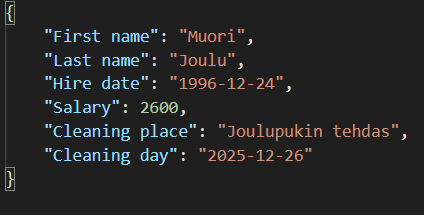 {
"First name": "Muori",
"Last name": "Joulu",
"Hire date": "1996-12-24",
"Salary": 2600,
"Cleaning place": "Joulupukin tehdas",
"Cleaning day": "2025-12-26"
}